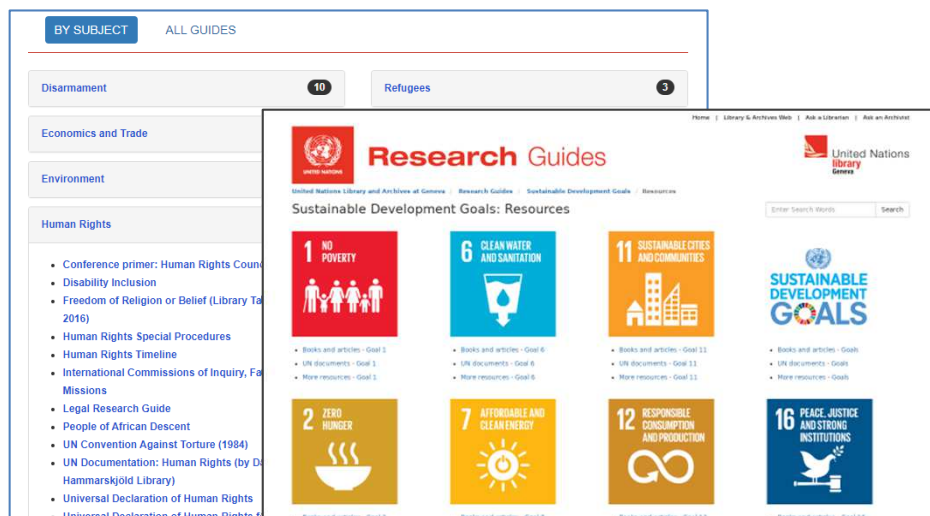 BY SUBJECT
ALL GUIDES
Disarmament
10
Refugees
3
Economics and Trade
Environment
Human Rights
Conference primer: Human Rights Coun
Disability Inclusion
Freedom of Religion or Belief (Library Ta
2016)
Human Rights Special Procedures
Human Rights Timeline
International Commissions of Inquiry, Fa
Missions
Legal Research Guide
People of African Descent
UN Convention Against Torture (1984)
UN Documentation: Human Rights (by D
Hammarskjöld Library)
Universal Declaration of Human Rights
Universal Declaration of Human Rights f
Home | Library & Archives Web | Ask a Librarian | Ask an Archivist
UNITED NATIONS
Research Guides
United Nations
library
Geneva
United Nations Library and Archives at Geneva / Research Guides / Sustainable Development Goals / Resources
Sustainable Development Goals: Resources
Enter Search Words
Search
1 NO
POVERTY
Books and articles - Goal 1
UN documents - Goal 1
More resources - Goal 1
6 CLEAN WATER
AND SANITATION
Books and articles - Goal 6
UN documents - Goal 6
More resources - Goal 6
11 SUSTAINABLE CITIES
AND COMMUNITIES
Books and articles - Goal 11
UN documents - Goal 11
More resources - Goal 11
SUSTAINABLE
DEVELOPMENT
GOALS
Books and articles - Goals
UN documents - Goals
More resources - Goals
2 ZERO
HUNGER
7 AFFORDABLE AND
CLEAN ENERGY
12 RESPONSIBLE
CONSUMPTION
AND PRODUCTION
16 PEACE, JUSTICE
AND STRONG
INSTITUTIONS